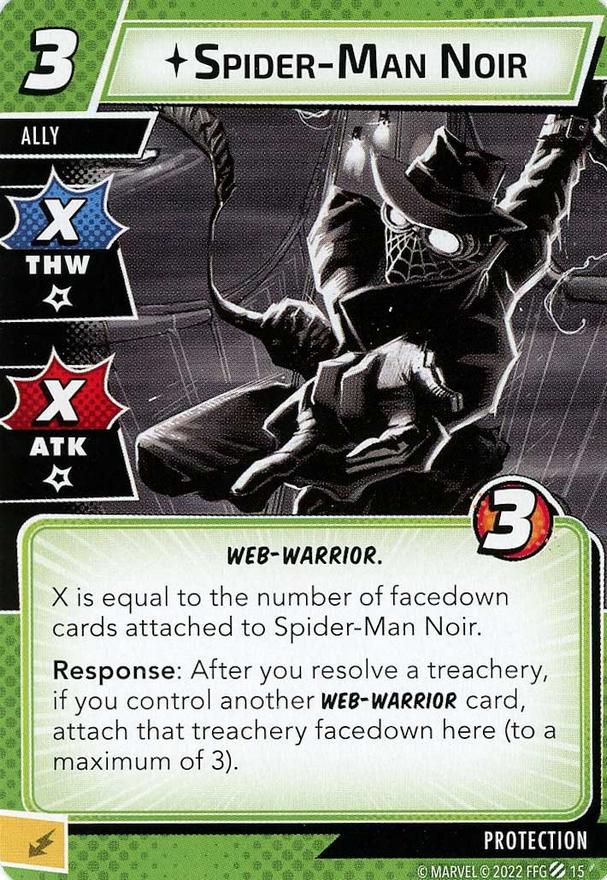 3
Spider-Man Noir
ALLY
X
THW
X
ATK
3
WEB-WARRIOR.
X is equal to the number of facedown
cards attached to Spider-Man Noir.
Response: After you resolve a treachery,
if you control another WEB-WARRIOR card,
attach that treachery facedown here (to a
maximum of 3).
PROTECTION
© MARVEL © 2022 FFG 15